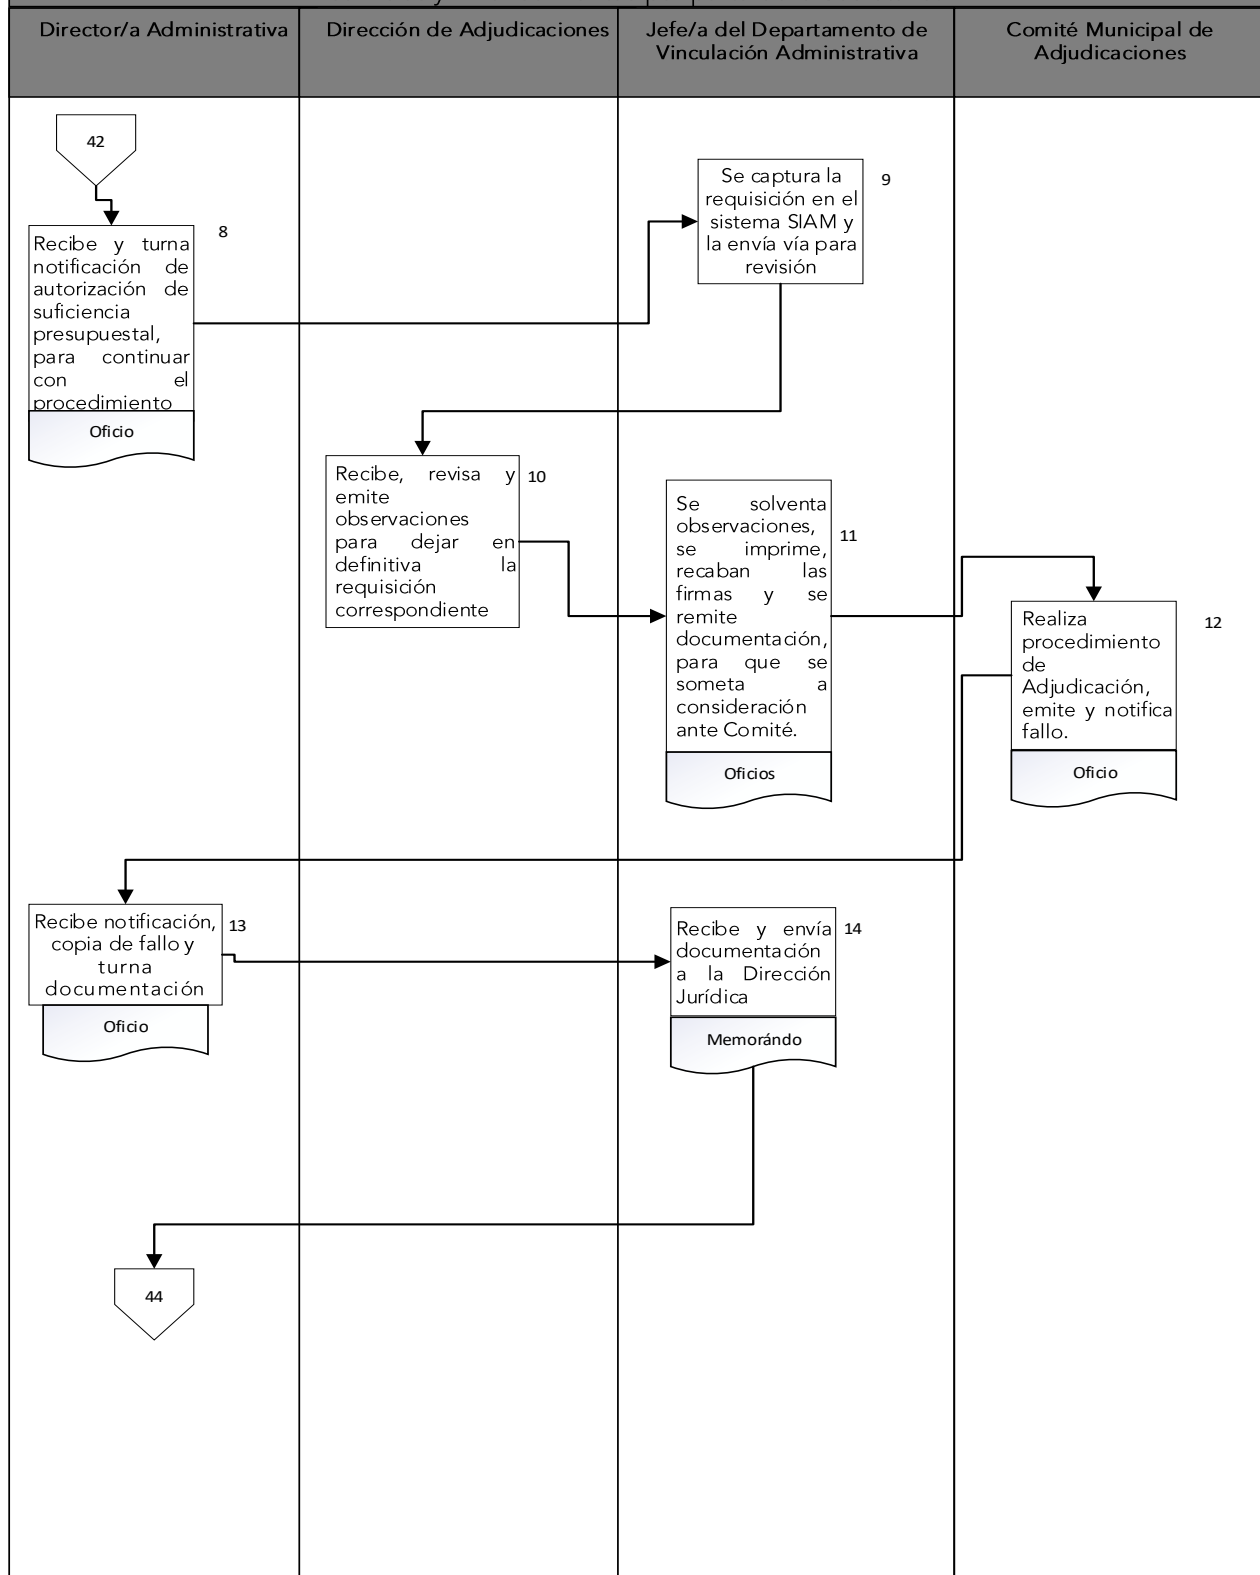 Director/a Administrativa
Dirección de Adjudicaciones
Jefe/a del Departamento de
Vinculación Administrativa
Comité Municipal de
Adjudicaciones
42
8
Recibe y turna
notificación de
autorización de
suficiencia
presupuestal,
para continuar
con el
procedimiento
Oficio
Se captura la
requisición en el
sistema SIAM y
la envía vía para
revisión
9
Recibe, revisa y
emite
observaciones
para dejar en
definitiva la
requisición
correspondiente
10
Se solventa
observaciones,
se imprime,
recaban las
firmas y se
remite
documentación,
para que se
someta a
consideración
ante Comité.
11
Oficios
Realiza
procedimiento
de
Adjudicación,
emite y notifica
fallo.
12
Oficio
Recibe notificación,
copia de fallo y
turna
documentación
13
Oficio
Recibe y envía
documentación
a la Dirección
Jurídica
14
Memorándo
44